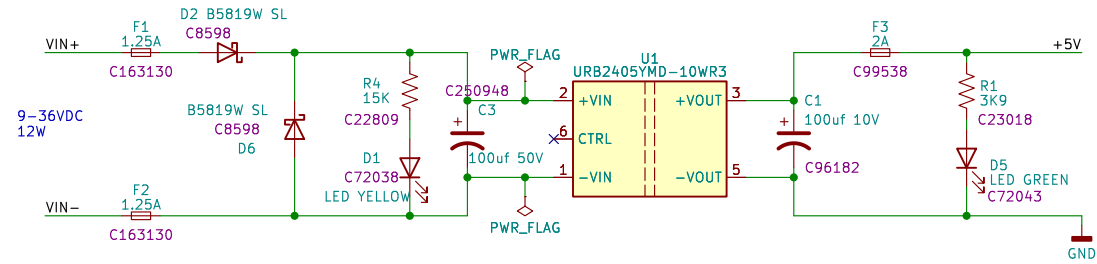 D2 B5819W SL
C8598
F1
1.25A
C163130
VIN+
F3
2A
C99538
+5V
PWR_FLAG
U1
URB2405YMD-10WR3
R4
15K
C22809
C250948
C3
100uf 50V
2 +VIN
6 CTRL
1 -VIN
+VOUT 3
-VOUT 5
C1
100uf 10V
C96182
R1
3K9
C23018
B5819W SL
C8598
D6
9-36VDC
12W
D1
C72038
LED YELLOW
D5
LED GREEN
C72043
F2
1.25A
C163130
VIN-
PWR_FLAG
GND